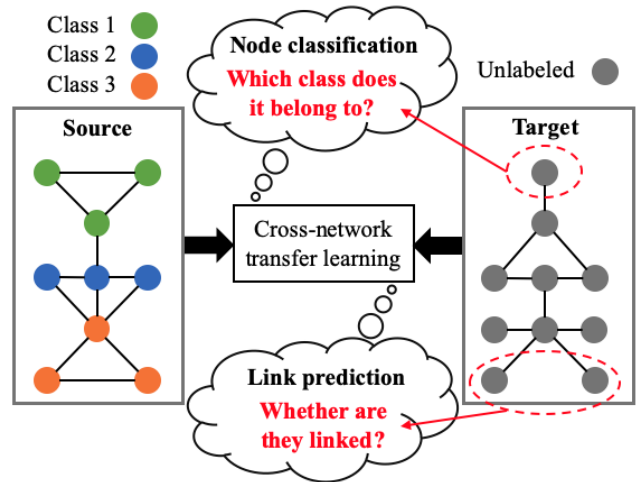 Class 1
Class 2
Class 3
Node classification
Which class does
it belong to?
Unlabeled
Source
Target
Cross-network
transfer learning
Link prediction
Whether are
they linked?